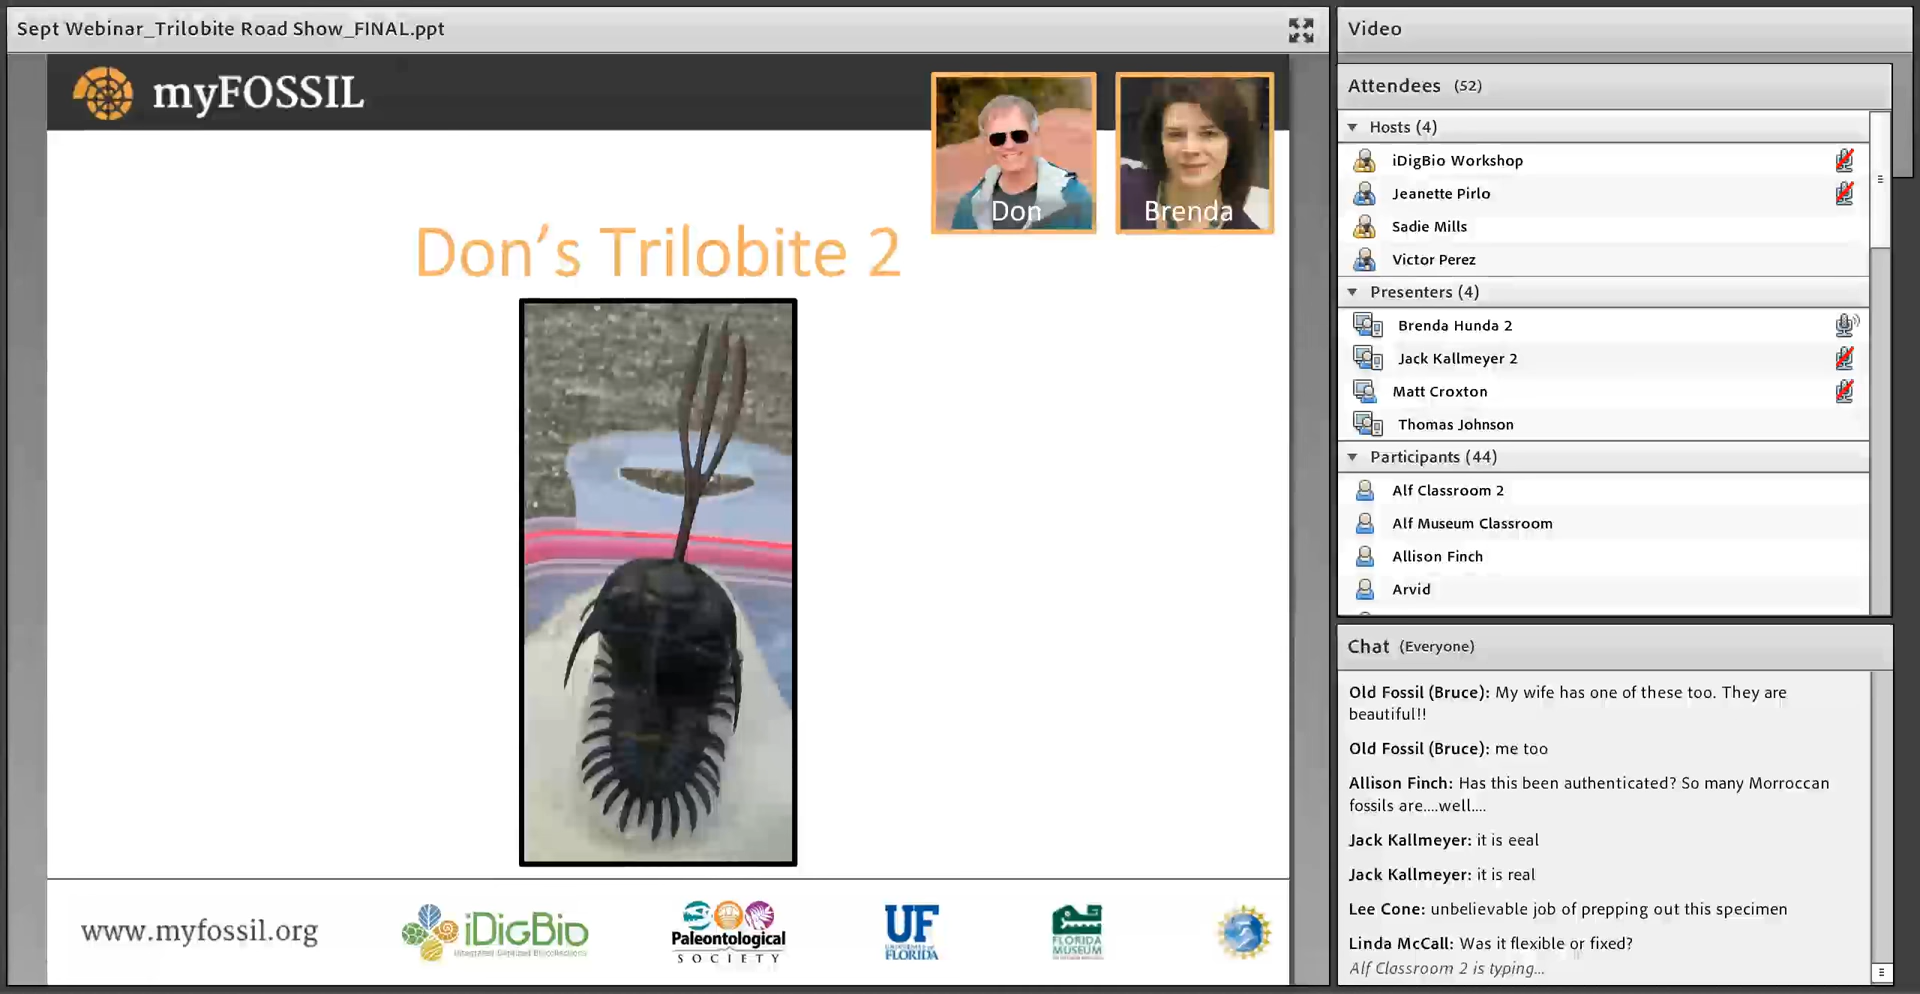 Sept Webinar_Trilobite Road Show_FINAL.ppt
myFOSSIL
Don
Brenda
Don's Trilobite 2
www.myfossil.org
iDigBio
Paleontological
SOCIETY
UF
UNIVERSITY of
FLORIDA
FLORIDA
MUSEUM
Video
Attendees (52)
Hosts (4)
iDigBio Workshop
Jeanette Pirlo
Sadie Mills
Victor Perez
Presenters (4)
Brenda Hunda 2
Jack Kallmeyer 2
Matt Croxton
Thomas Johnson
Participants (44)
Alf Classroom 2
Alf Museum Classroom
Allison Finch
Arvid
Chat (Everyone)
Old Fossil (Bruce): My wife has one of these too. They are
beautiful!!
Old Fossil (Bruce): me too
Allison Finch: Has this been authenticated? So many Morroccan
fossils are....well....
Jack Kallmeyer: it is eeal
Jack Kallmeyer: it is real
Lee Cone: unbelievable job of prepping out this specimen
Linda McCall: Was it flexible or fixed?
Alf Classroom 2 is typing...